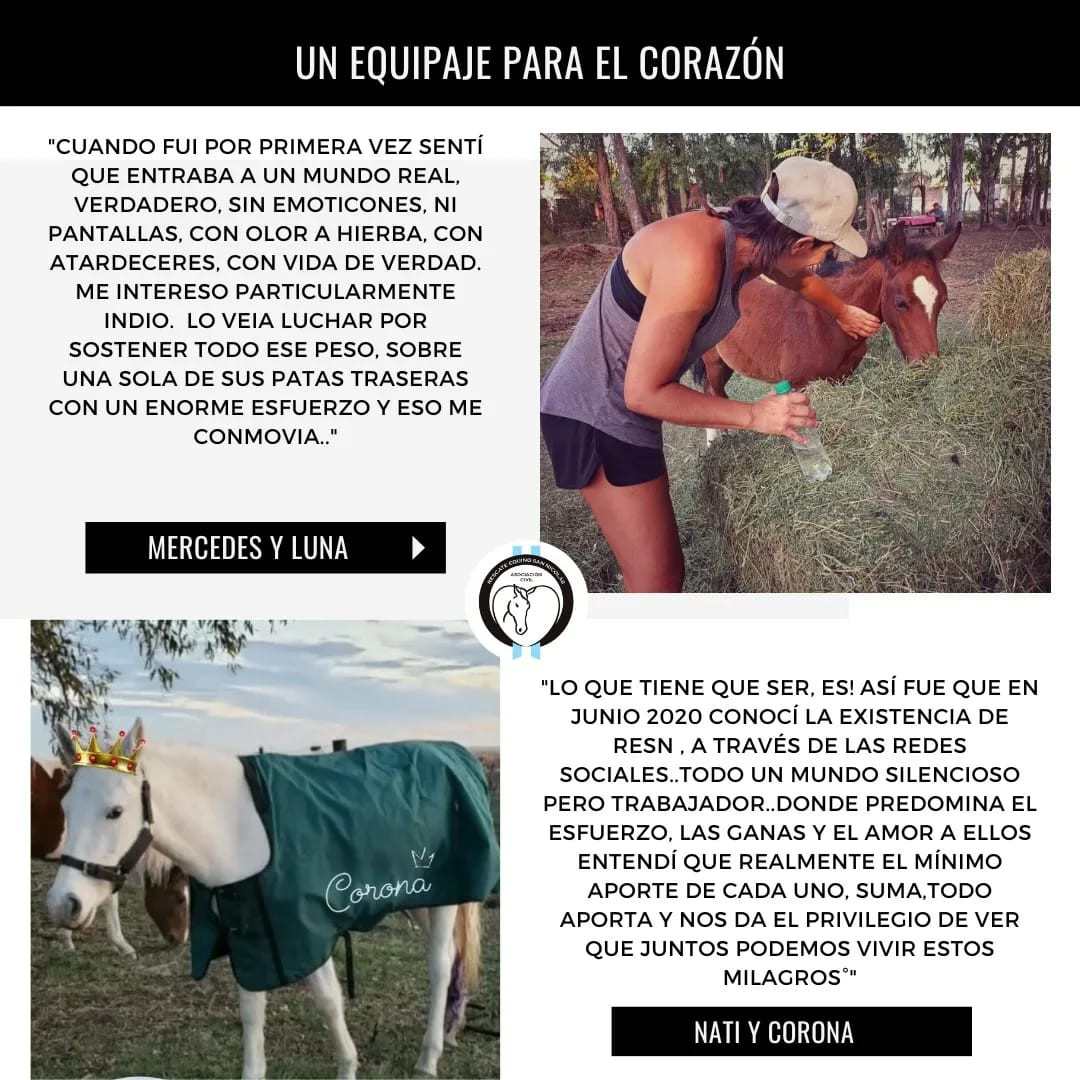 UN EQUIPAJE PARA EL CORAZÓN
"CUANDO FUI POR PRIMERA VEZ SENTÍ
QUE ENTRABA A UN MUNDO REAL,
VERDADERO, SIN EMOTICONES, NI
PANTALLAS, CON OLOR A HIERBA, CON
ATARDECERES, CON VIDA DE VERDAD.
ME INTERESO PARTICULARMENTE
INDIO. LO VEIA LUCHAR POR
SOSTENER TODO ESE PESO, SOBRE
UNA SOLA DE SUS PATAS TRASERAS
CON UN ENORME ESFUERZO Y ESO ME
CONMOVIA.."
MERCEDES Y LUNA
RESCATE EQUINO SAN NICOLAS
ASOCIACION
CIVIL
Corona
"LO QUE TIENE QUE SER, ES! ASÍ FUE QUE EN
JUNIO 2020 CONOCÍ LA EXISTENCIA DE
RESN , A TRAVÉS DE LAS REDES
SOCIALES..TODO UN MUNDO SILENCIOSO
PERO TRABAJADOR..DONDE PREDOMINA EL
ESFUERZO, LAS GANAS Y EL AMOR A ELLOS
ENTENDÍ QUE REALMENTE EL MÍNIMO
APORTE DE CADA UNO, SUMA,TODO
APORTA Y NOS DA EL PRIVILEGIO DE VER
QUE JUNTOS PODEMOS VIVIR ESTOS
MILAGROS°"
NATI Y CORONA